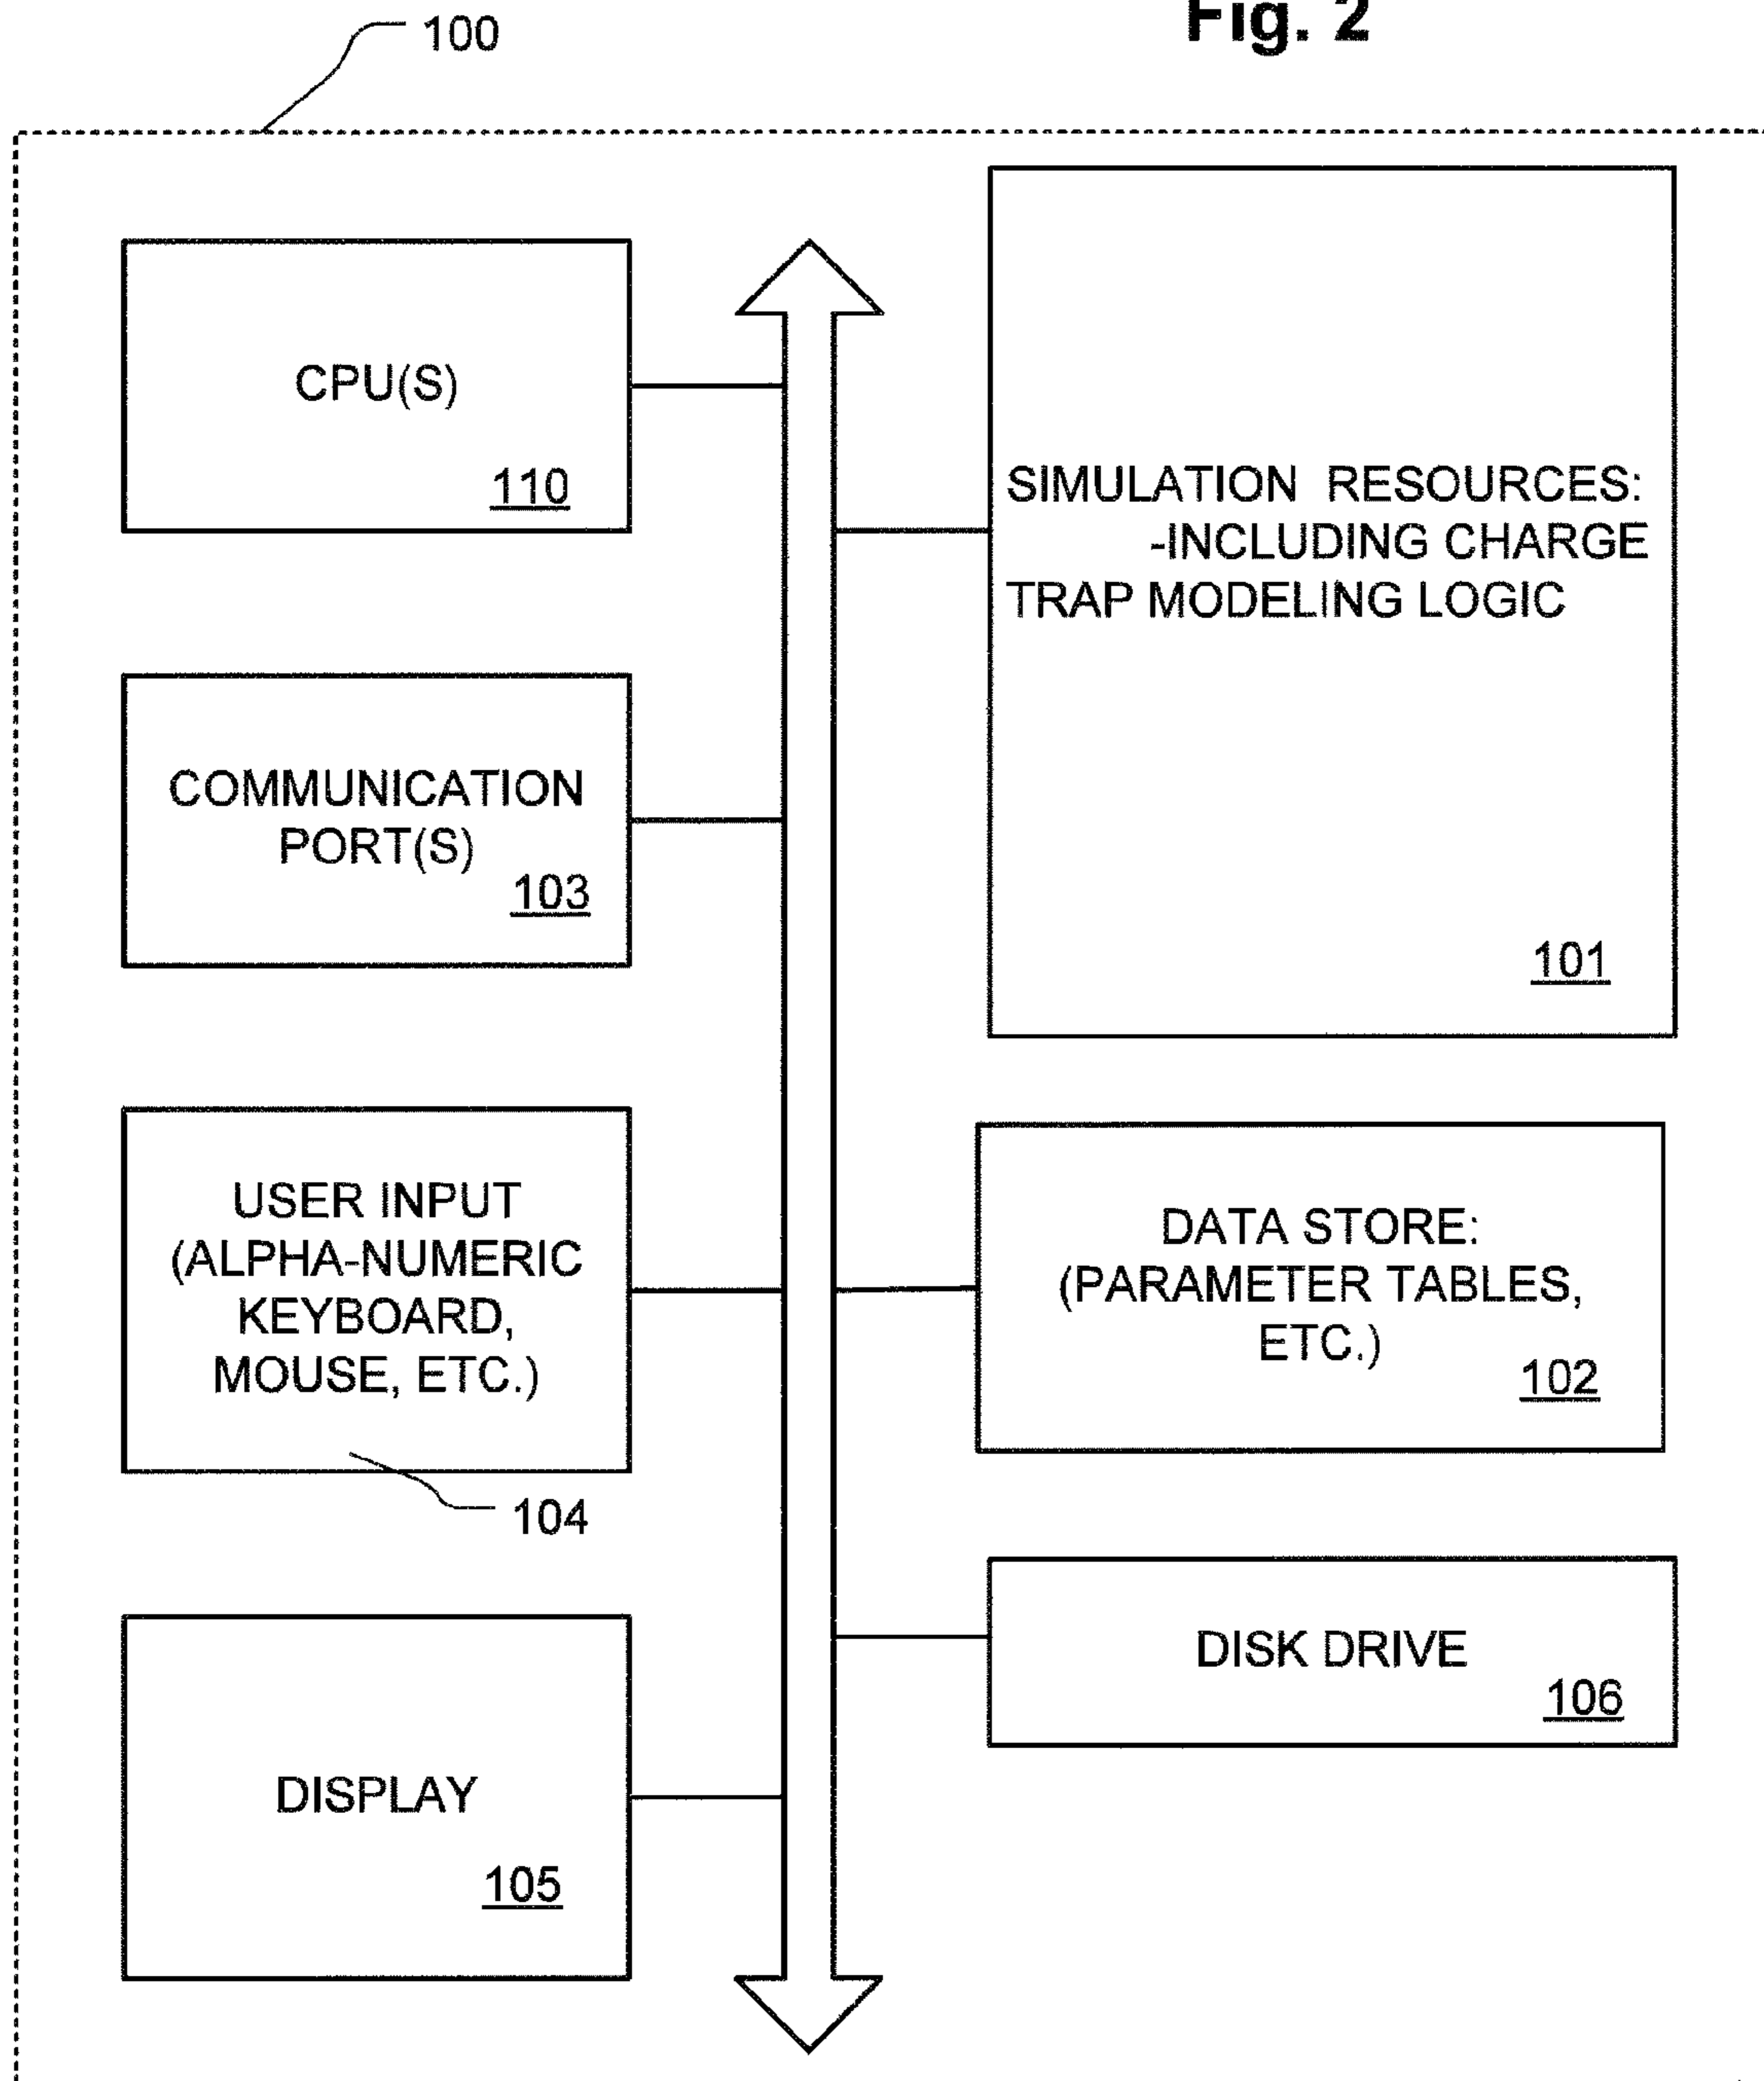 Fig. 2
100
CPU(S)
110
SIMULATION RESOURCES:
-INCLUDING CHARGE
TRAP MODELING LOGIC
101
COMMUNICATION
PORT(S)
103
USER INPUT
(ALPHA-NUMERIC
KEYBOARD,
MOUSE, ETC.)
104
DATA STORE:
(PARAMETER TABLES,
ETC.)
102
DISPLAY
105
DISK DRIVE
106